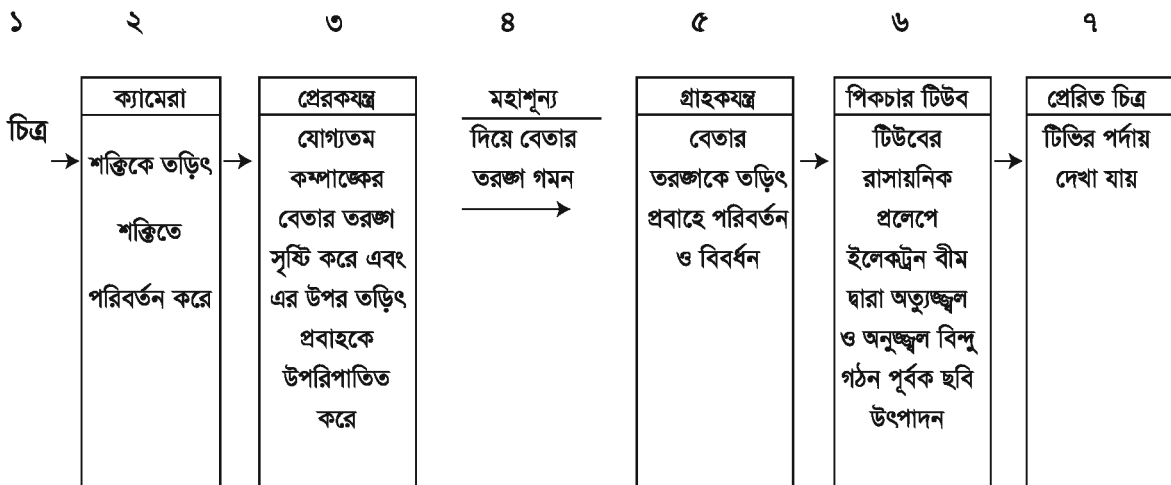 ১ ২ ৩ ৪ ৫ ৬ ৭
চিত্র
ক্যামেরা
শক্তিকে তড়িৎ
শক্তিতে
পরিবর্তন করে
প্রেরকযন্ত্র
যোগ্যতম
কম্পাঙ্কের
বেতার তরঙ্গ
সৃষ্টি করে এবং
এর উপর তড়িৎ
প্রবাহকে
উপরিপাতিত
করে
মহাশূন্য
দিয়ে বেতার
তরঙ্গ গমন
গ্রাহকযন্ত্র
বেতার
তরঙ্গকে তড়িৎ
প্রবাহে পরিবর্তন
ও বিবর্ধন
পিকচার টিউব
টিউবের
রাসায়নিক
প্রলেপে
ইলেকট্রন বীম
দ্বারা অত্যুজ্জ্বল
ও অনুজ্জ্বল বিন্দু
গঠন পূর্বক ছবি
উৎপাদন
প্রেরিত চিত্র
টিভির পর্দায়
দেখা যায়